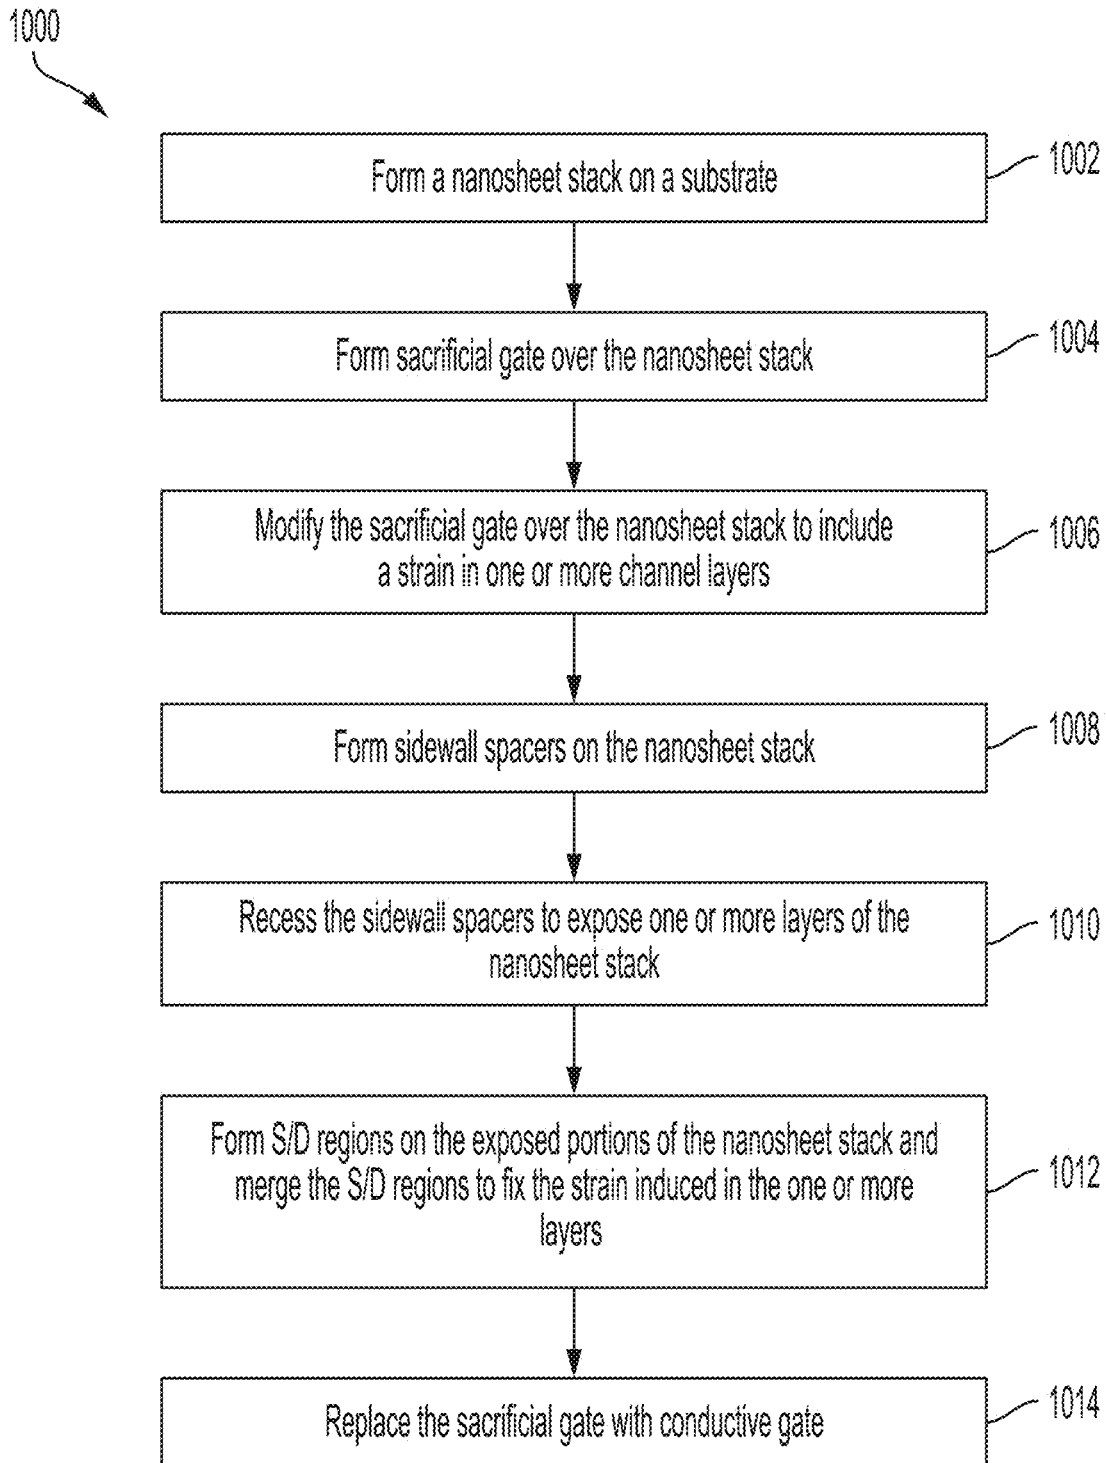 1000
Form a nanosheet stack on a substrate
1002
Form sacrificial gate over the nanosheet stack
1004
Modify the sacrificial gate over the nanosheet stack to include
a strain in one or more channel layers
1006
Form sidewall spacers on the nanosheet stack
1008
Recess the sidewall spacers to expose one or more layers of the
nanosheet stack
1010
Form S/D regions on the exposed portions of the nanosheet stack and
merge the S/D regions to fix the strain induced in the one or more
layers
1012
Replace the sacrificial gate with conductive gate
1014